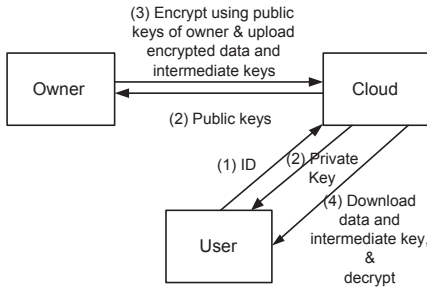 (3) Encrypt using public
keys of owner & upload
encrypted data and
intermediate keys
Owner
Cloud
(2) Public keys
(1) ID
(2) Private
Key
(4) Download
data and
intermediate key,
&
decrypt
User